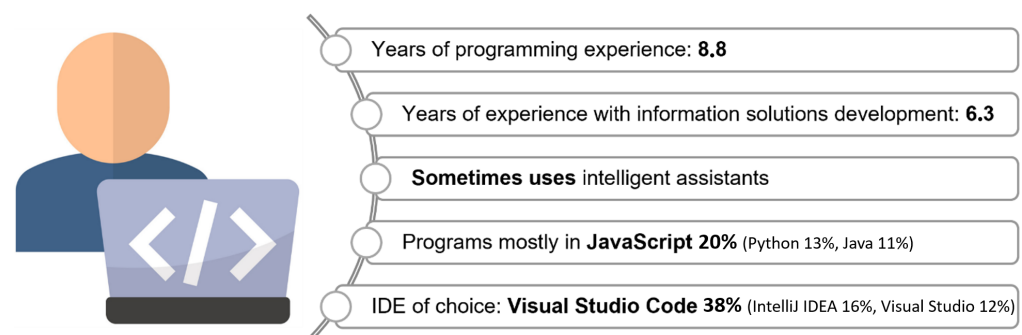 Years of programming experience: 8.8
Years of experience with information solutions development: 6.3
Sometimes uses intelligent assistants
Programs mostly in JavaScript 20% (Python 13%, Java 11%)
IDE of choice: Visual Studio Code 38% (IntelliJ IDEA 16%, Visual Studio 12%)